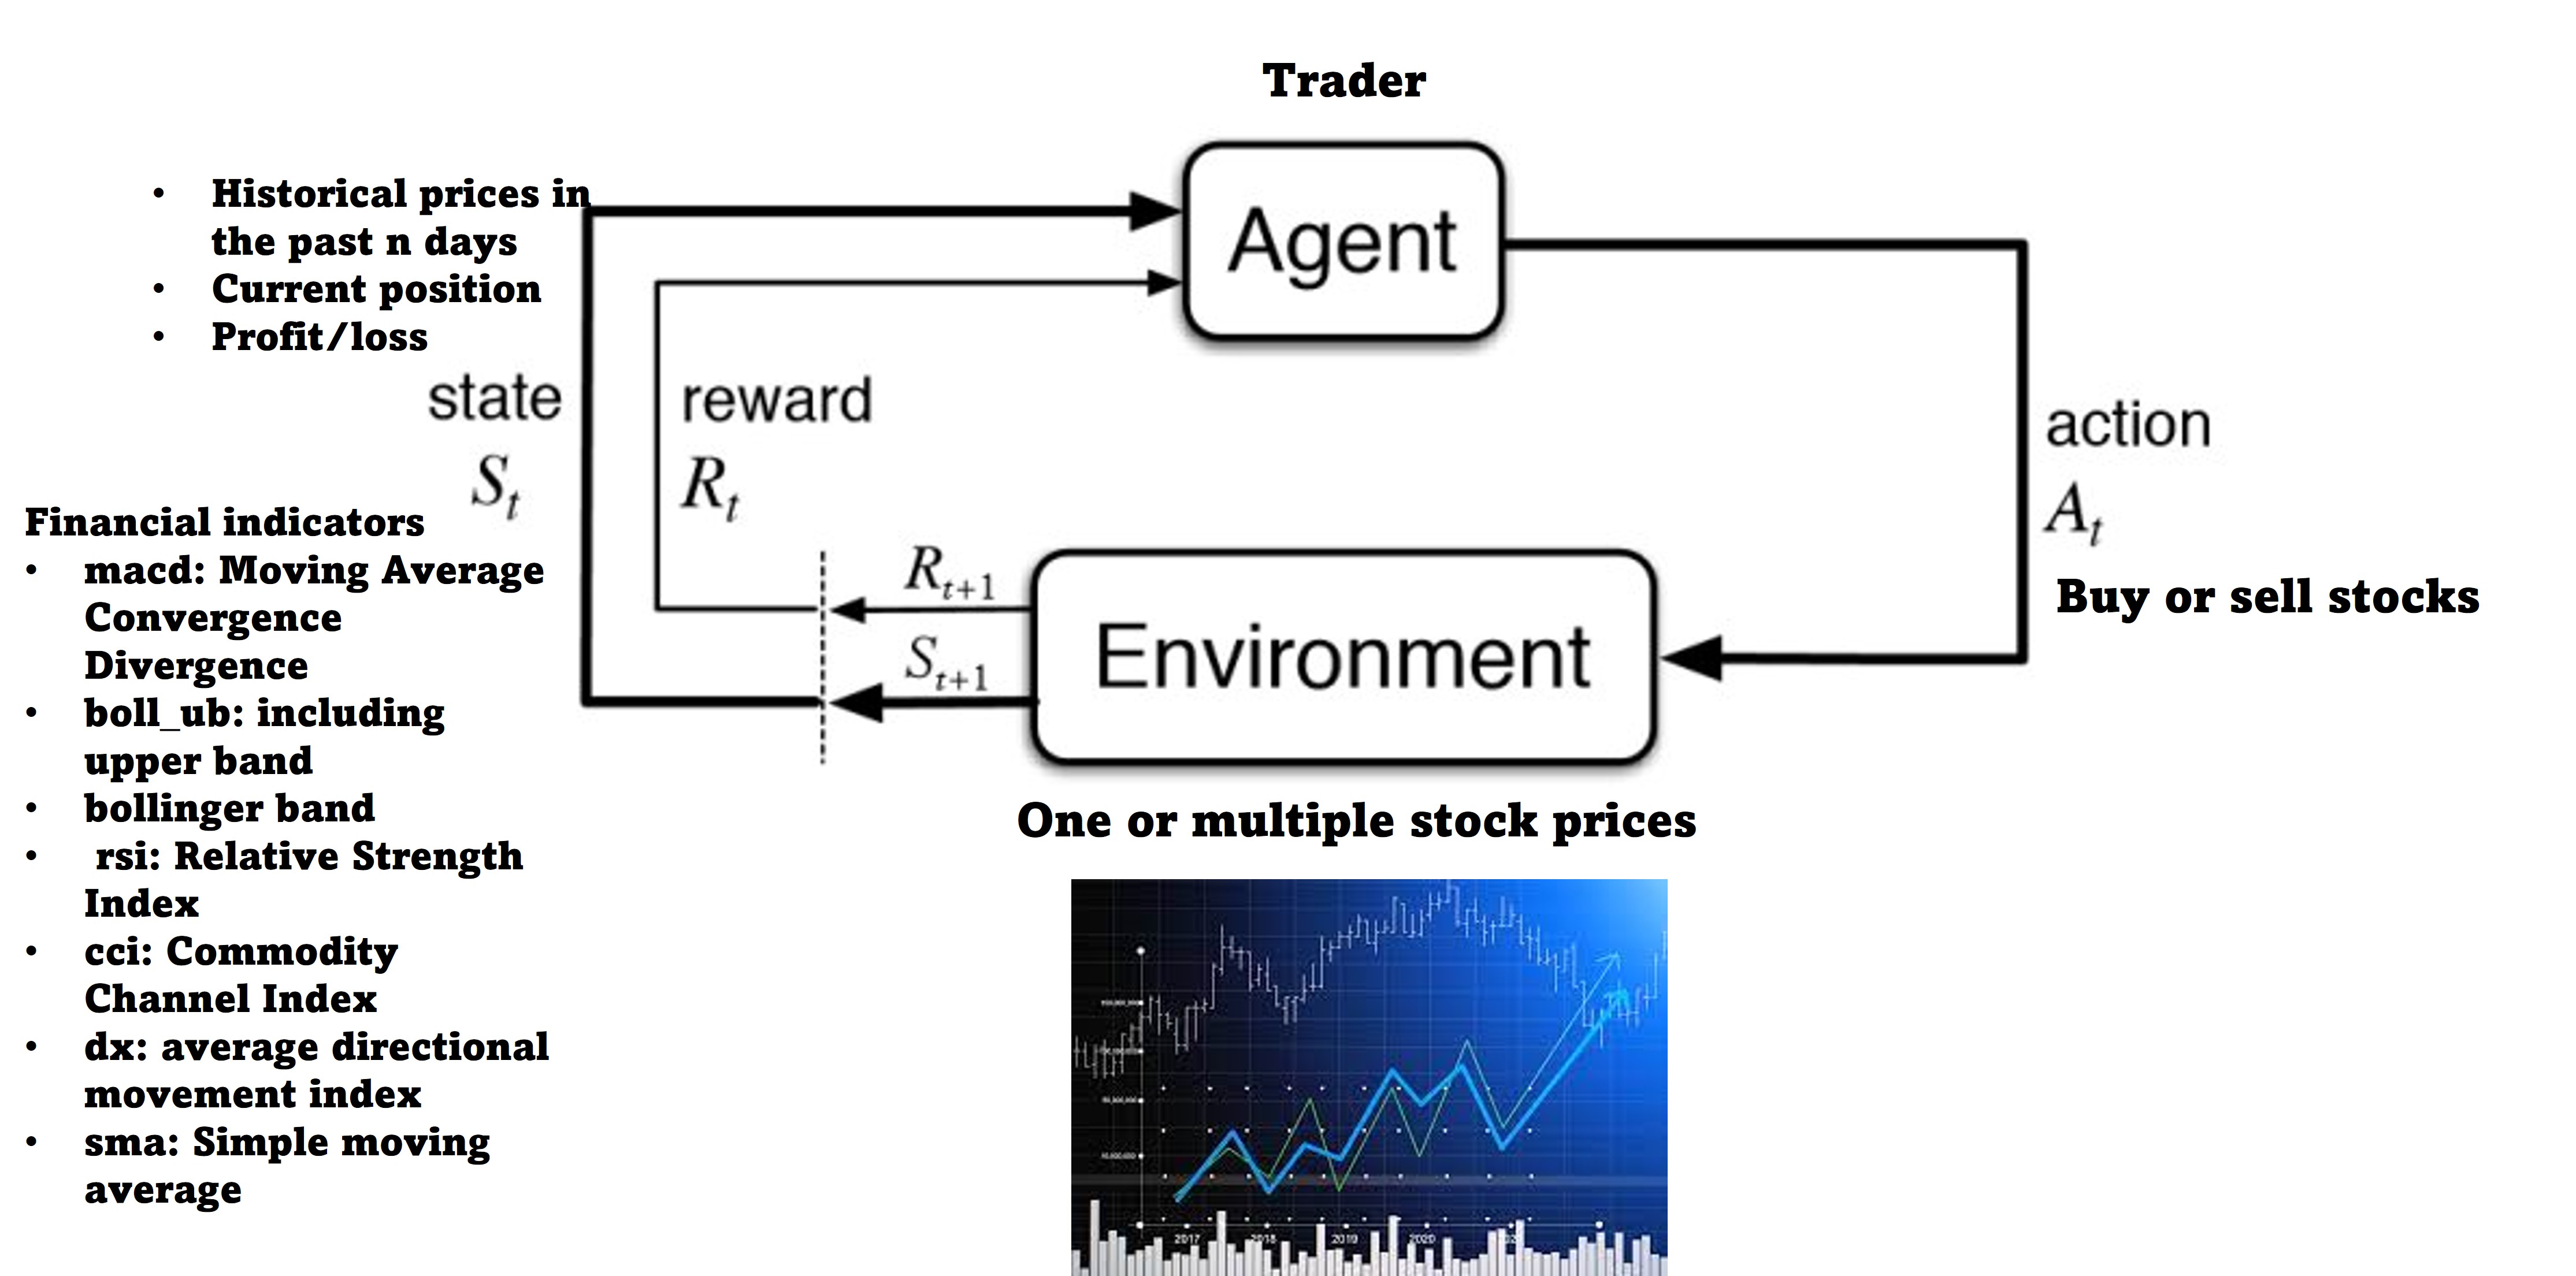 Trader
• Historical prices in
the past n days
• Current position
• Profit/loss
Agent
state
S_t
reward
R_t
action
A_t
Buy or sell stocks
Financial indicators
• macd: Moving Average
Convergence
Divergence
• boll_ub: including
upper band
• bollinger band
• rsi: Relative Strength
Index
• cci: Commodity
Channel Index
• dx: average directional
movement index
• sma: Simple moving
average
R_{t+1}
S_{t+1}
Environment
One or multiple stock prices
2017 2018 2019 2020